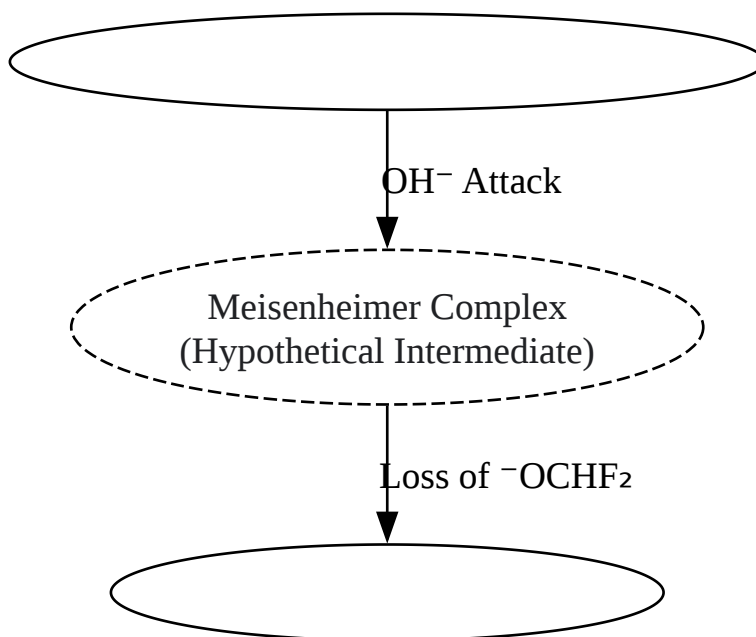 OH⁻ Attack
Meisenheimer Complex
(Hypothetical Intermediate)
Loss of ⁻OCHF₂